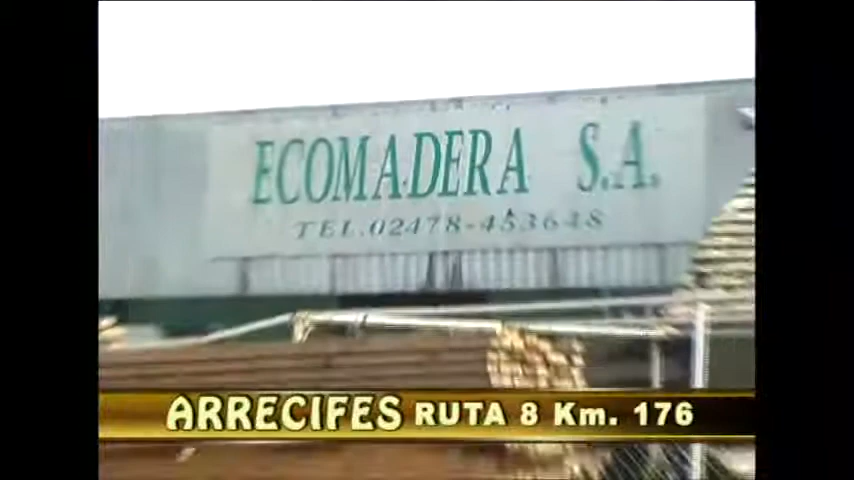 ECOMADERA S.A.
TEL.02478-453648
ARRECIFES RUTA 8 Km. 176